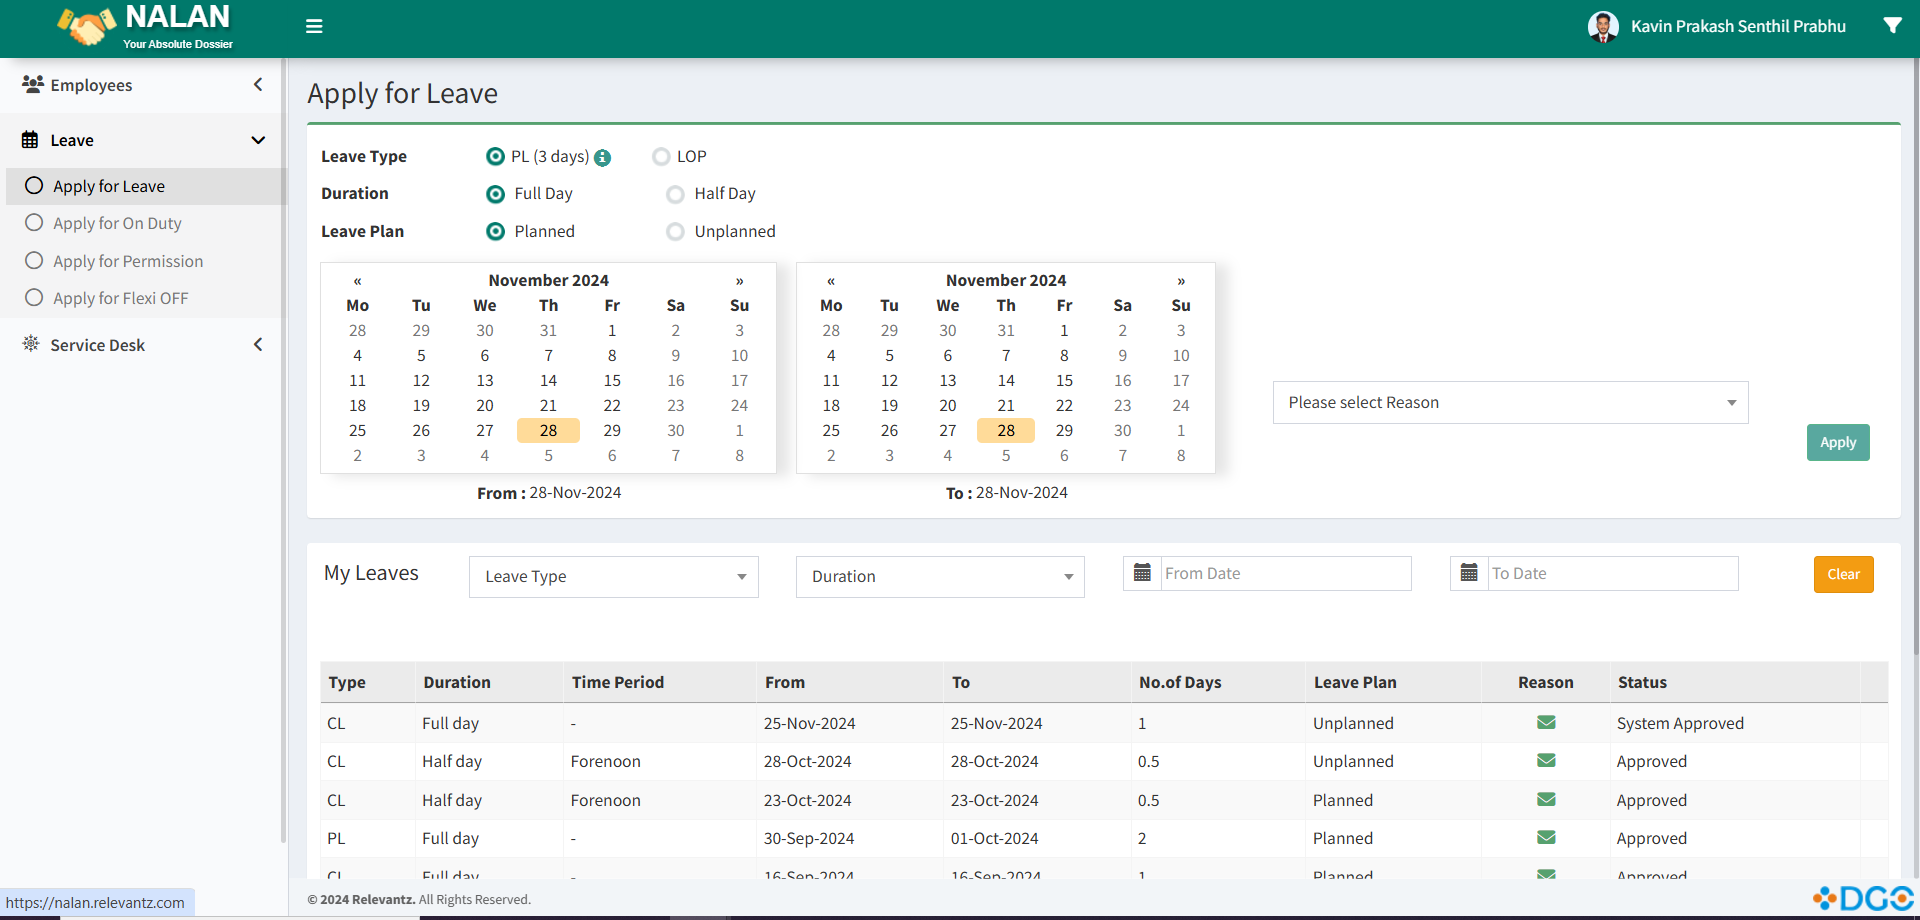 NALAN
Your Absolute Dossier
Kavin Prakash Senthil Prabhu
Employees
Leave
Apply for Leave
Apply for On Duty
Apply for Permission
Apply for Flexi OFF
Service Desk
Apply for Leave
Leave Type PL (3 days) LOP
Duration Full Day Half Day
Leave Plan Planned Unplanned
« November 2024 »
Mo Tu We Th Fr Sa Su
28 29 30 31 1 2 3
4 5 6 7 8 9 10
11 12 13 14 15 16 17
18 19 20 21 22 23 24
25 26 27 28 29 30 1
2 3 4 5 6 7 8
From : 28-Nov-2024
« November 2024 »
Mo Tu We Th Fr Sa Su
28 29 30 31 1 2 3
4 5 6 7 8 9 10
11 12 13 14 15 16 17
18 19 20 21 22 23 24
25 26 27 28 29 30 1
2 3 4 5 6 7 8
To : 28-Nov-2024
Please select Reason
Apply
My Leaves Leave Type Duration From Date To Date Clear
Type Duration Time Period From To No.of Days Leave Plan Reason Status
CL Full day - 25-Nov-2024 25-Nov-2024 1 Unplanned System Approved
CL Half day Forenoon 28-Oct-2024 28-Oct-2024 0.5 Unplanned Approved
CL Half day Forenoon 23-Oct-2024 23-Oct-2024 0.5 Planned Approved
PL Full day - 30-Sep-2024 01-Oct-2024 2 Planned Approved
CL Full day - 16-Sep-2024 16-Sep-2024 1 Planned Approved
https://nalan.relevantz.com
© 2024 Relevantz. All Rights Reserved.
DGO